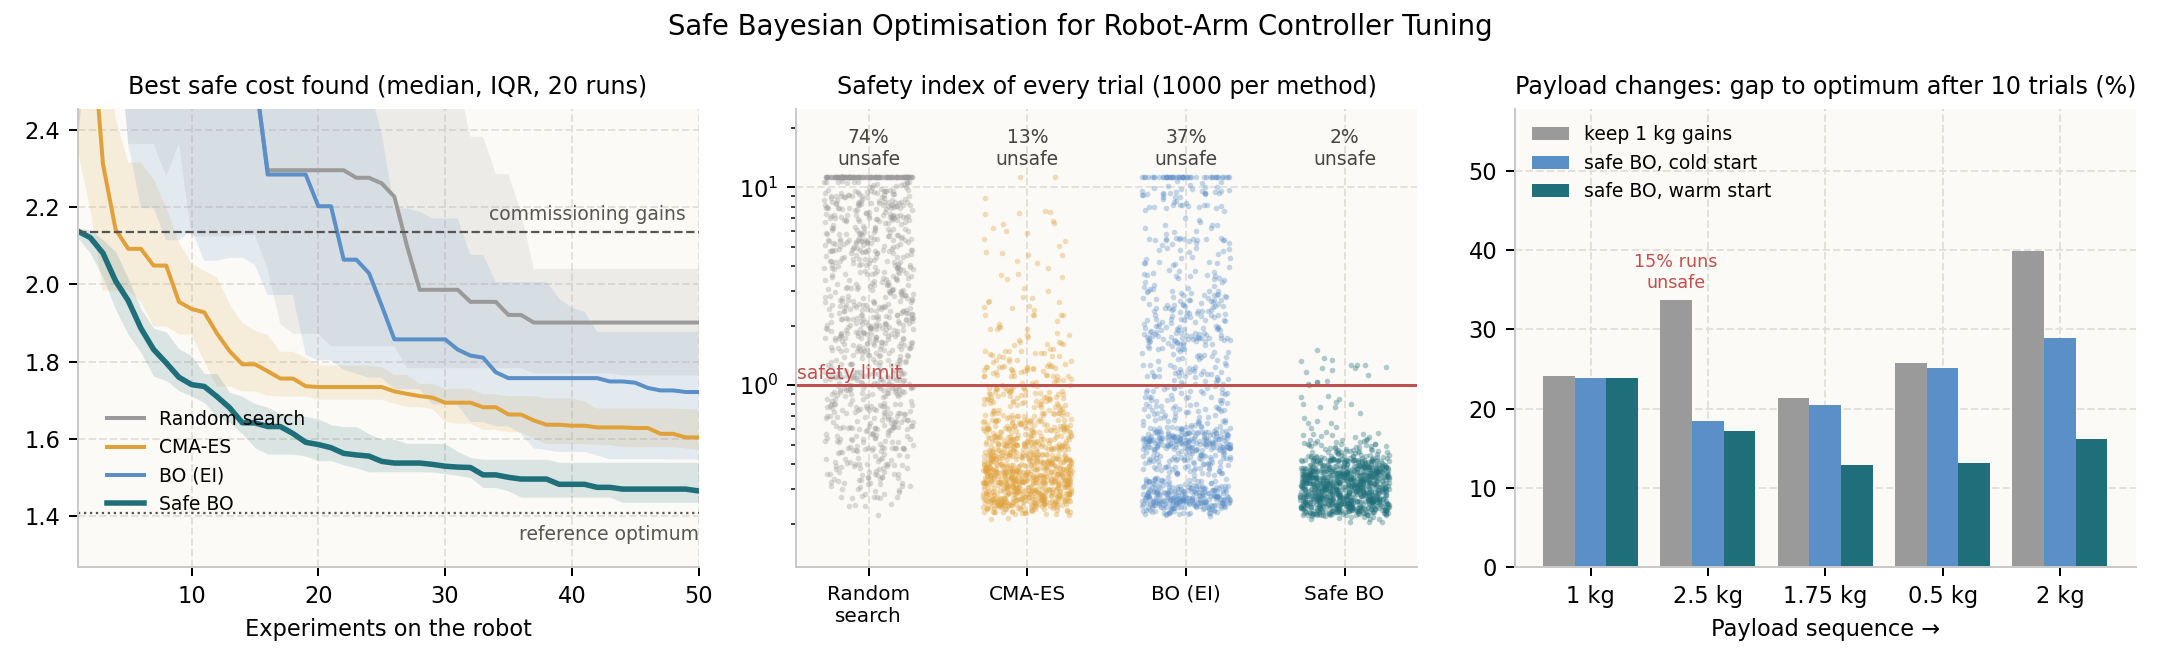 Safe Bayesian Optimisation for Robot-Arm Controller Tuning
Best safe cost found (median, IQR, 20 runs)
2.4
2.2
2.0
1.8
1.6
1.4
commissioning gains
Random search
CMA-ES
BO (EI)
Safe BO
reference optimum
10
20
30
40
50
Experiments on the robot
Safety index of every trial (1000 per method)
74%
unsafe
13%
unsafe
37%
unsafe
2%
unsafe
10¹
10⁰
safety limit
Random
search
CMA-ES
BO (EI)
Safe BO
Payload changes: gap to optimum after 10 trials (%)
keep 1 kg gains
safe BO, cold start
safe BO, warm start
50
40
30
20
10
0
15% runs
unsafe
1 kg
2.5 kg
1.75 kg
0.5 kg
2 kg
Payload sequence →